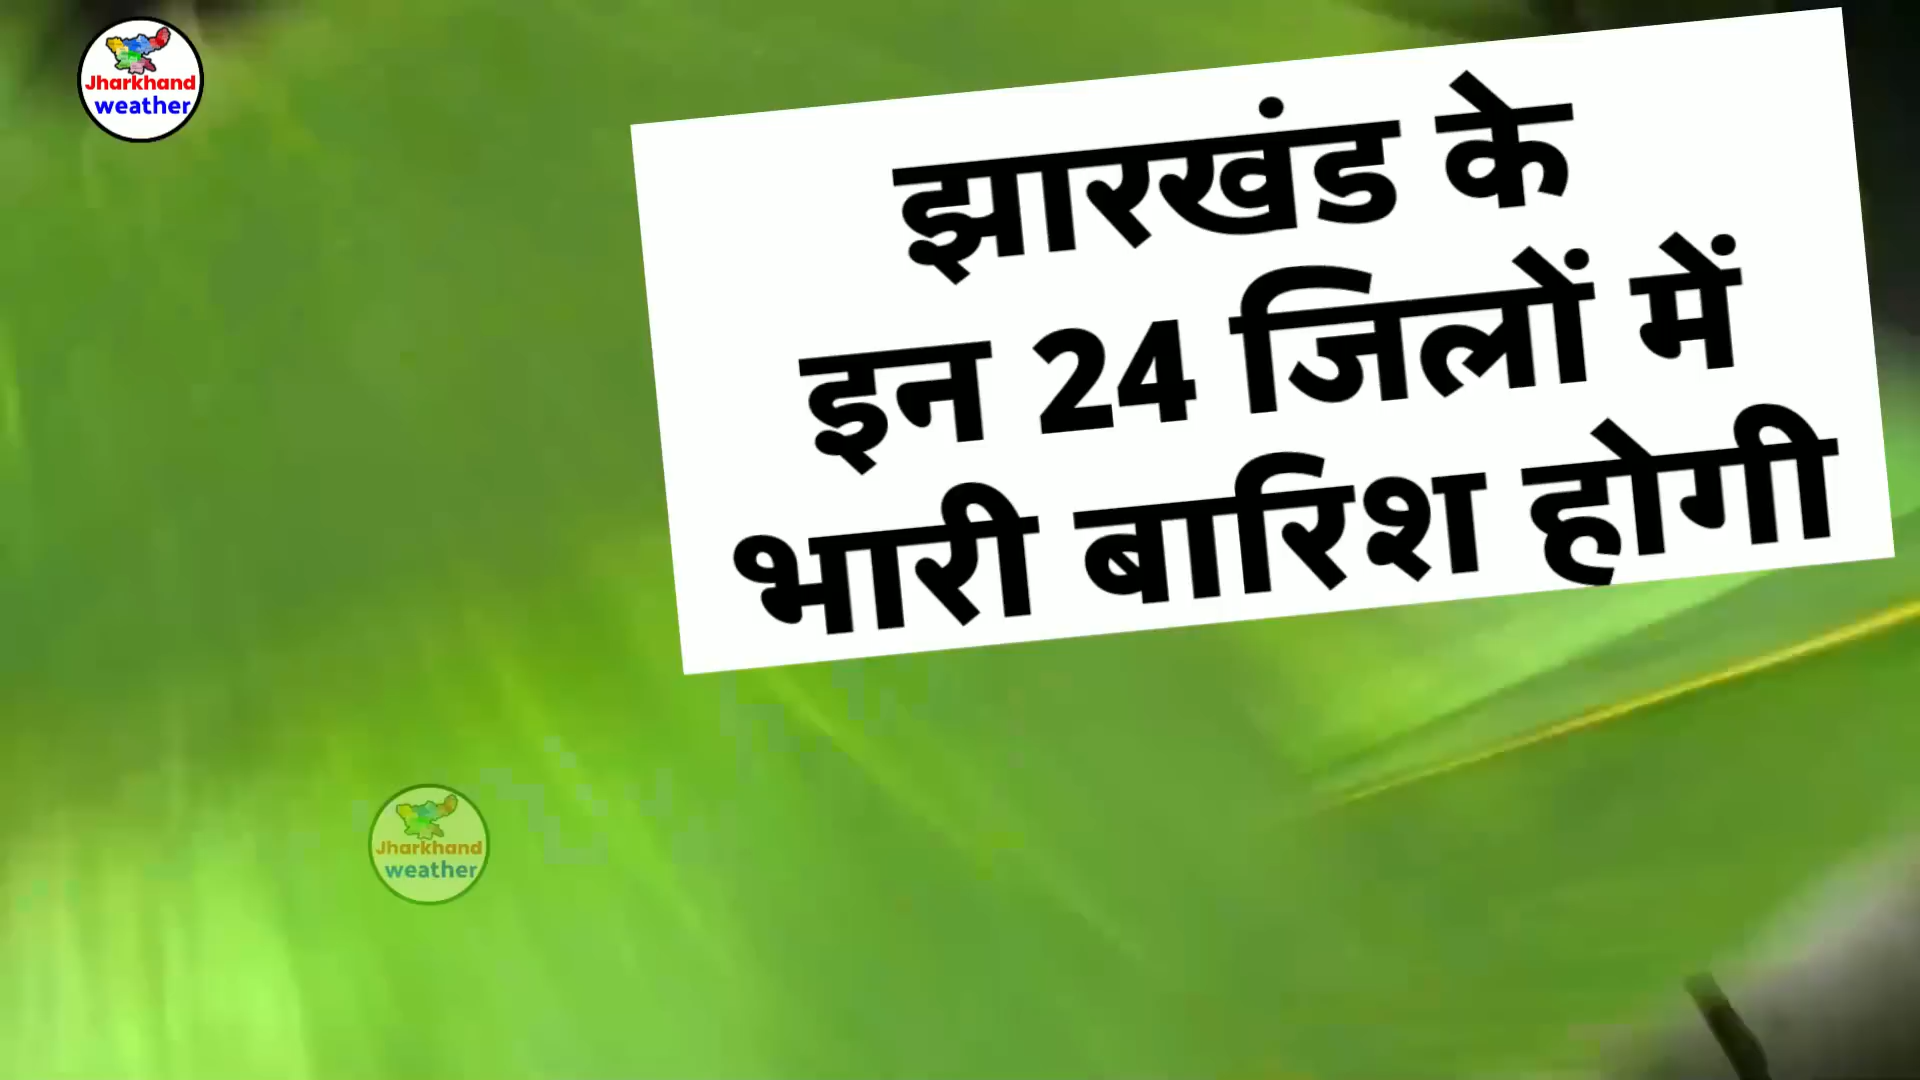 Jharkhand
weather
झारखंड के
इन 24 जिलों में
भारी बारिश होगी
Jharkhand
weather